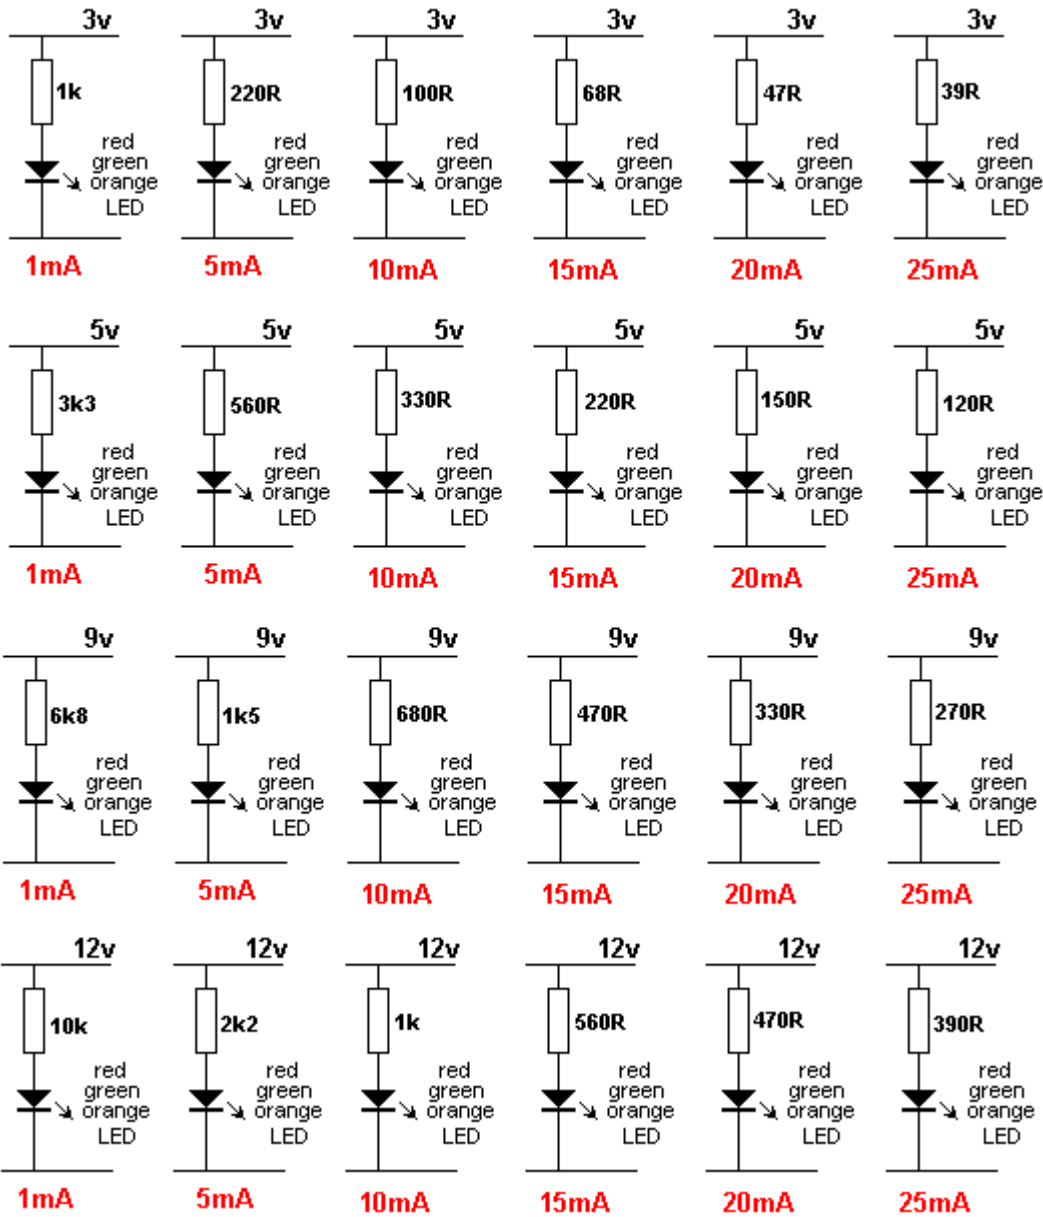 3v 3v 3v 3v 3v 3v
1k 220R 100R 68R 47R 39R
red red red red red red
green green green green green green
orange orange orange orange orange orange
LED LED LED LED LED LED
1mA 5mA 10mA 15mA 20mA 25mA
5v 5v 5v 5v 5v 5v
3k3 560R 330R 220R 150R 120R
red red red red red red
green green green green green green
orange orange orange orange orange orange
LED LED LED LED LED LED
1mA 5mA 10mA 15mA 20mA 25mA
9v 9v 9v 9v 9v 9v
6k8 1k5 680R 470R 330R 270R
red red red red red red
green green green green green green
orange orange orange orange orange orange
LED LED LED LED LED LED
1mA 5mA 10mA 15mA 20mA 25mA
12v 12v 12v 12v 12v 12v
10k 2k2 1k 560R 470R 390R
red red red red red red
green green green green green green
orange orange orange orange orange orange
LED LED LED LED LED LED
1mA 5mA 10mA 15mA 20mA 25mA